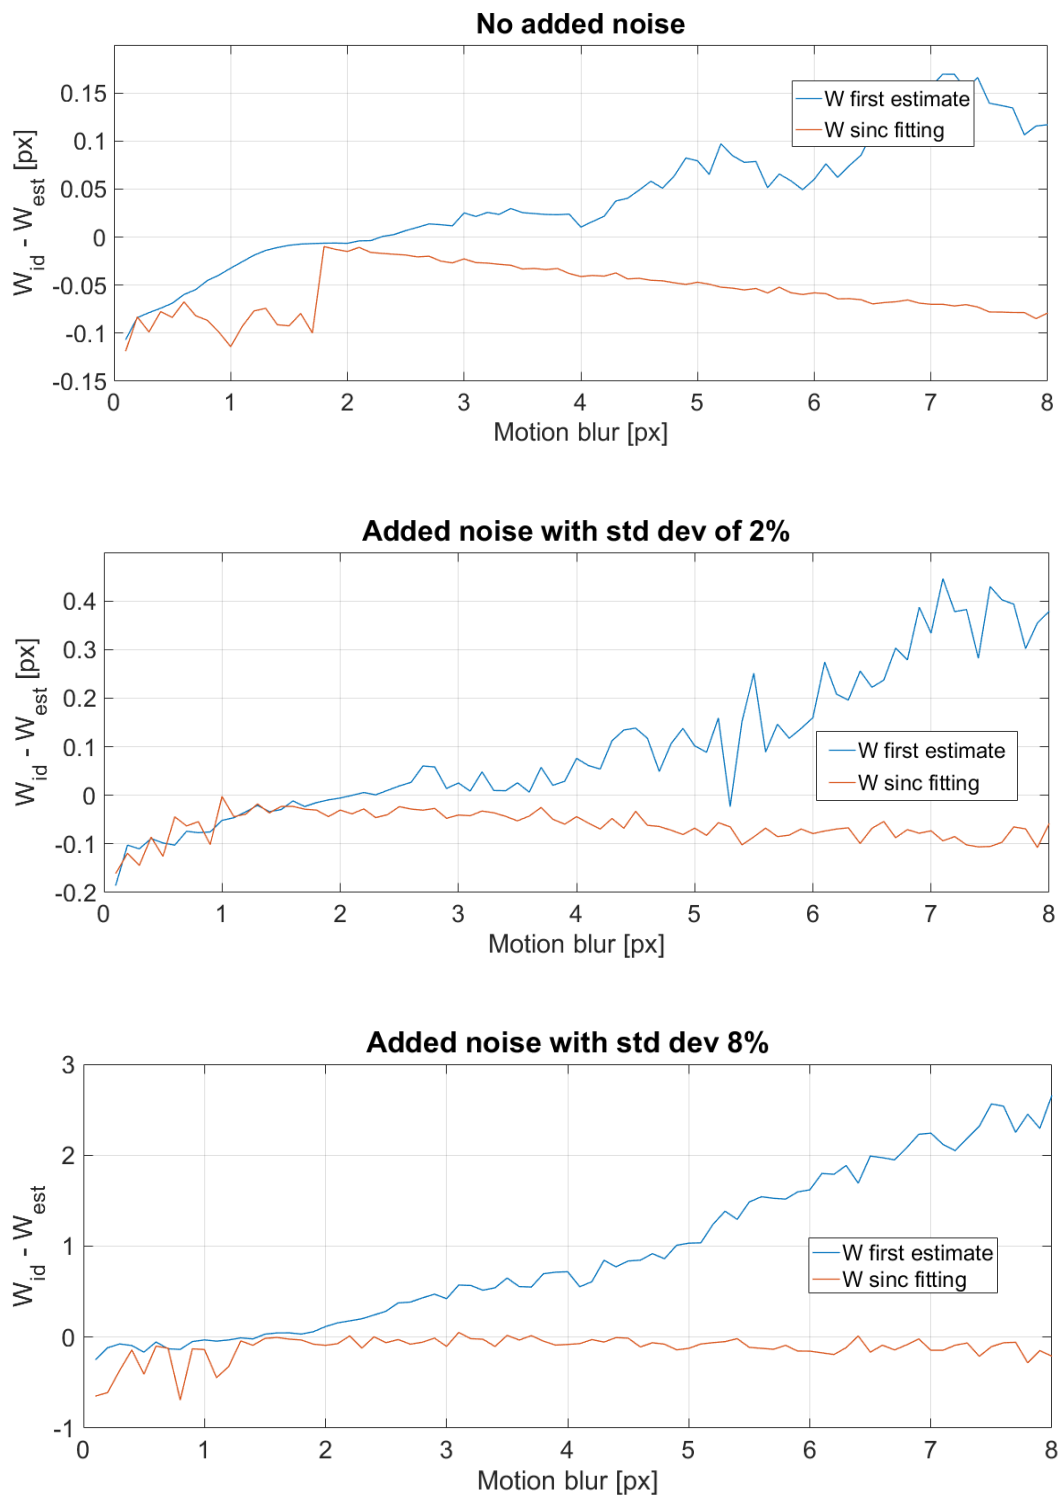 No added noise
W_id - W_est [px]
0.15
0.1
0.05
0
-0.05
-0.1
-0.15
W first estimate
W sinc fitting
0 1 2 3 4 5 6 7 8
Motion blur [px]
Added noise with std dev of 2%
W_id - W_est [px]
0.4
0.3
0.2
0.1
0
-0.1
-0.2
W first estimate
W sinc fitting
0 1 2 3 4 5 6 7 8
Motion blur [px]
Added noise with std dev 8%
W_id - W_est
3
2
1
0
-1
W first estimate
W sinc fitting
0 1 2 3 4 5 6 7 8
Motion blur [px]